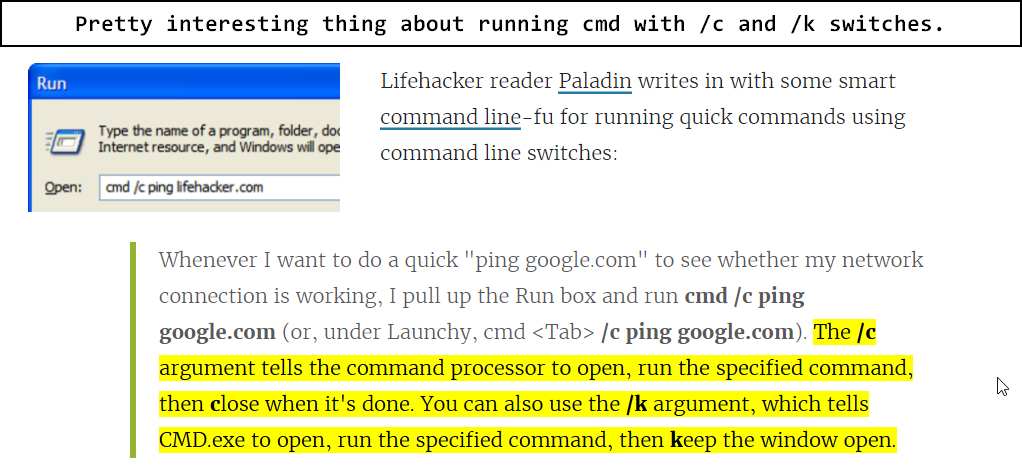 Pretty interesting thing about running cmd with /c and /k switches.
Run
Type the name of a program, folder,
Internet resource, and Windows will
Open: cmd /c ping lifehacker.com
Lifehacker reader Paladin writes in with some smart
command line-fu for running quick commands using
command line switches:
Whenever I want to do a quick "ping google.com" to see whether my network
connection is working, I pull up the Run box and run cmd /c ping
google.com (or, under Launchy, cmd <Tab> /c ping google.com). The /c
argument tells the command processor to open, run the specified command,
then close when it's done. You can also use the /k argument, which tells
CMD.exe to open, run the specified command, then keep the window open.